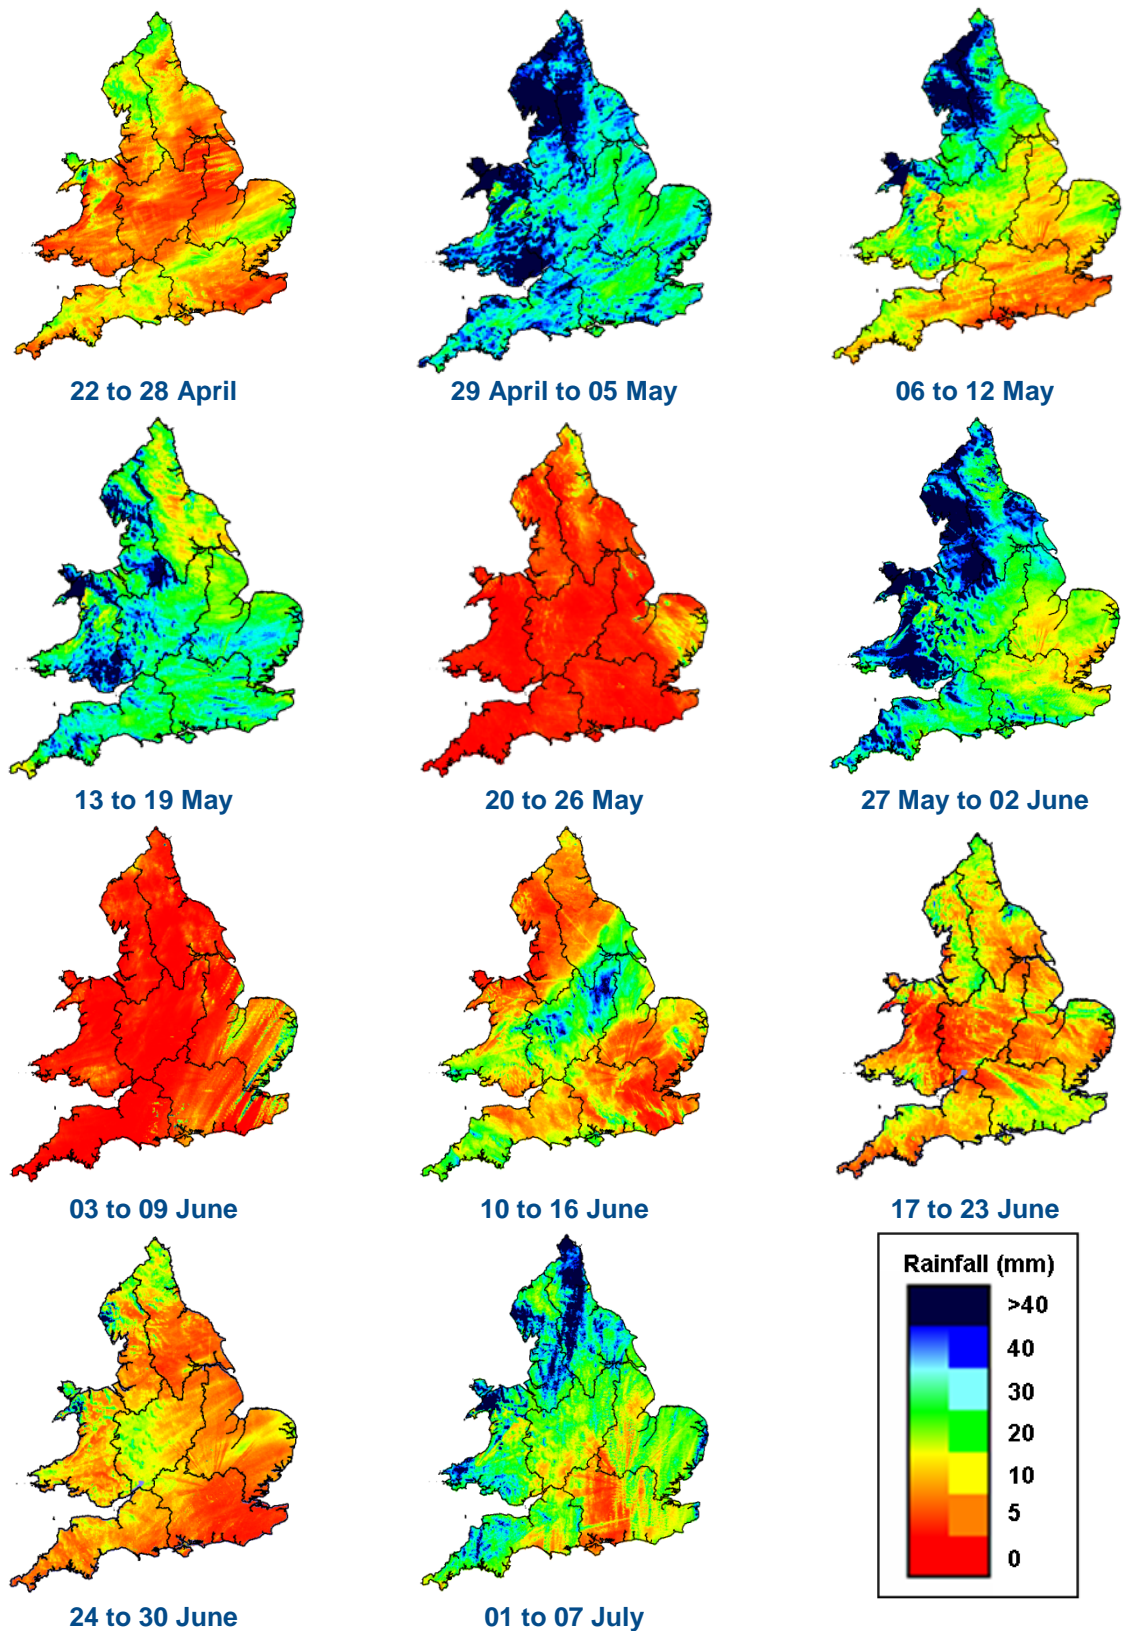 22 to 28 April
29 April to 05 May
06 to 12 May
13 to 19 May
20 to 26 May
27 May to 02 June
03 to 09 June
10 to 16 June
17 to 23 June
Rainfall (mm)
>40
40
30
20
10
5
0
24 to 30 June
01 to 07 July